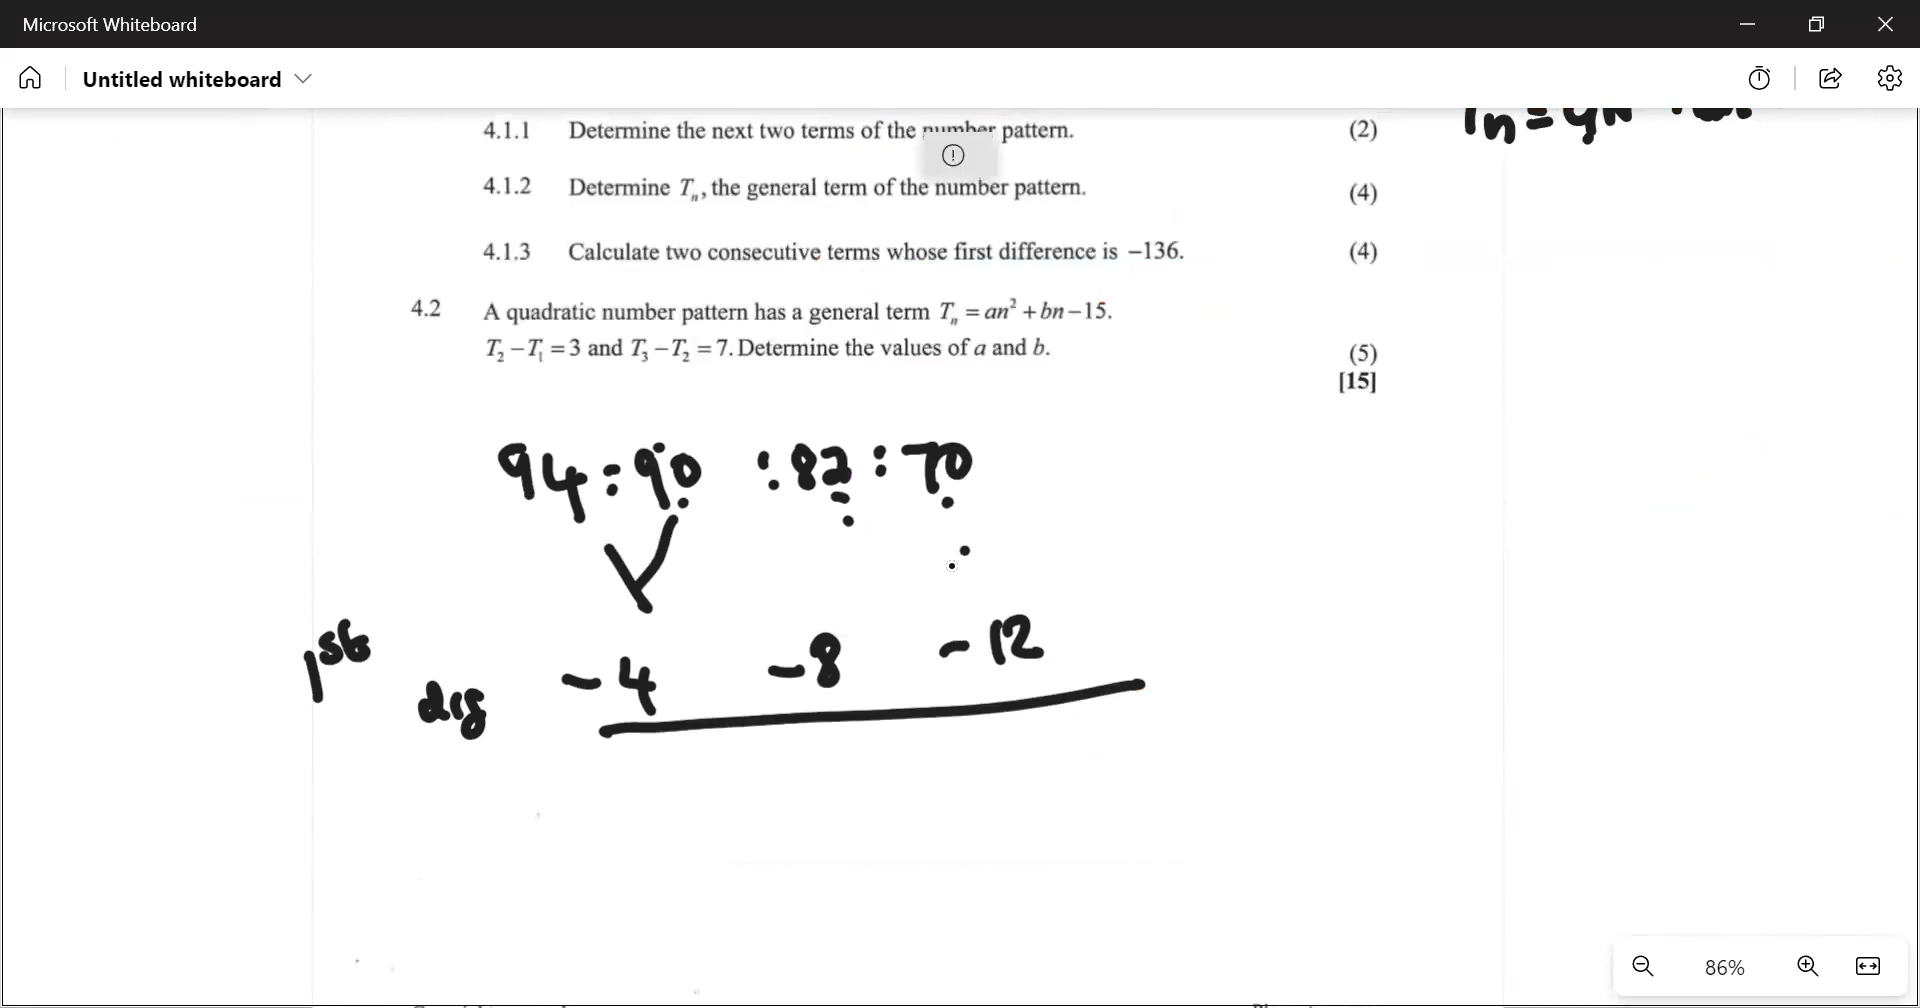 Microsoft Whiteboard
Untitled whiteboard
4.1.1 Determine the next two terms of the number pattern. (2)
4.1.2 Determine Tₙ, the general term of the number pattern. (4)
4.1.3 Calculate two consecutive terms whose first difference is −136. (4)
4.2 A quadratic number pattern has a general term Tₙ = an² + bn − 15.
T₂ − T₁ = 3 and T₃ − T₂ = 7. Determine the values of a and b. (5)
[15]
94 : 90 : 82 : 70
1st
-4 -8 -12
86%